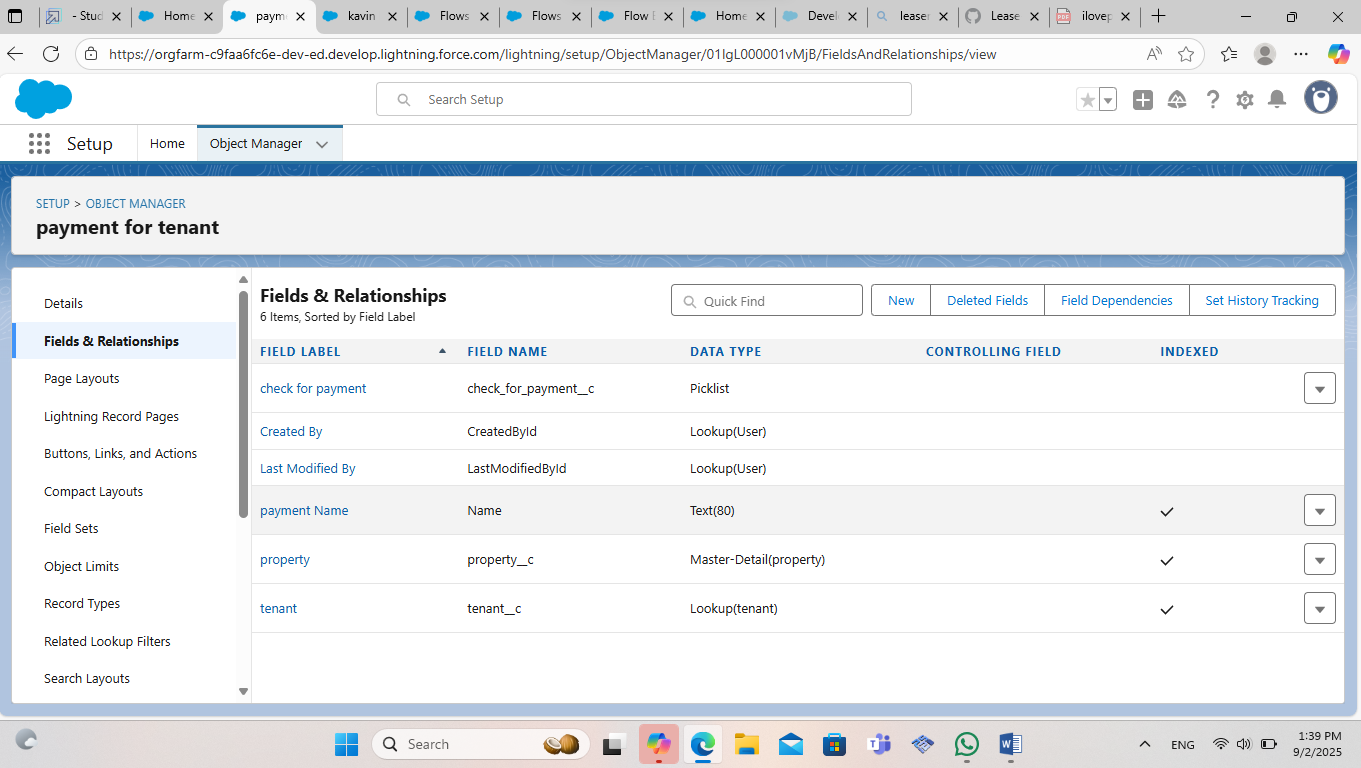 - Stud
Home
payme
kavin
Flows
Flows
Flow B
Home
Devel
leaser
Lease
ilovep
https://orgfarm-c9faa6fc6e-dev-ed.develop.lightning.force.com/lightning/setup/ObjectManager/01IgL000001vMjB/FieldsAndRelationships/view
Search Setup
Setup
Home
Object Manager
SETUP > OBJECT MANAGER
payment for tenant
Details
Fields & Relationships
Page Layouts
Lightning Record Pages
Buttons, Links, and Actions
Compact Layouts
Field Sets
Object Limits
Record Types
Related Lookup Filters
Search Layouts
Fields & Relationships
6 Items, Sorted by Field Label
Quick Find
New
Deleted Fields
Field Dependencies
Set History Tracking
FIELD LABEL FIELD NAME DATA TYPE CONTROLLING FIELD INDEXED
check for payment check_for_payment__c Picklist
Created By CreatedById Lookup(User)
Last Modified By LastModifiedById Lookup(User)
payment Name Name Text(80)
property property__c Master-Detail(property)
tenant tenant__c Lookup(tenant)
Search
ENG
1:39 PM
9/2/2025